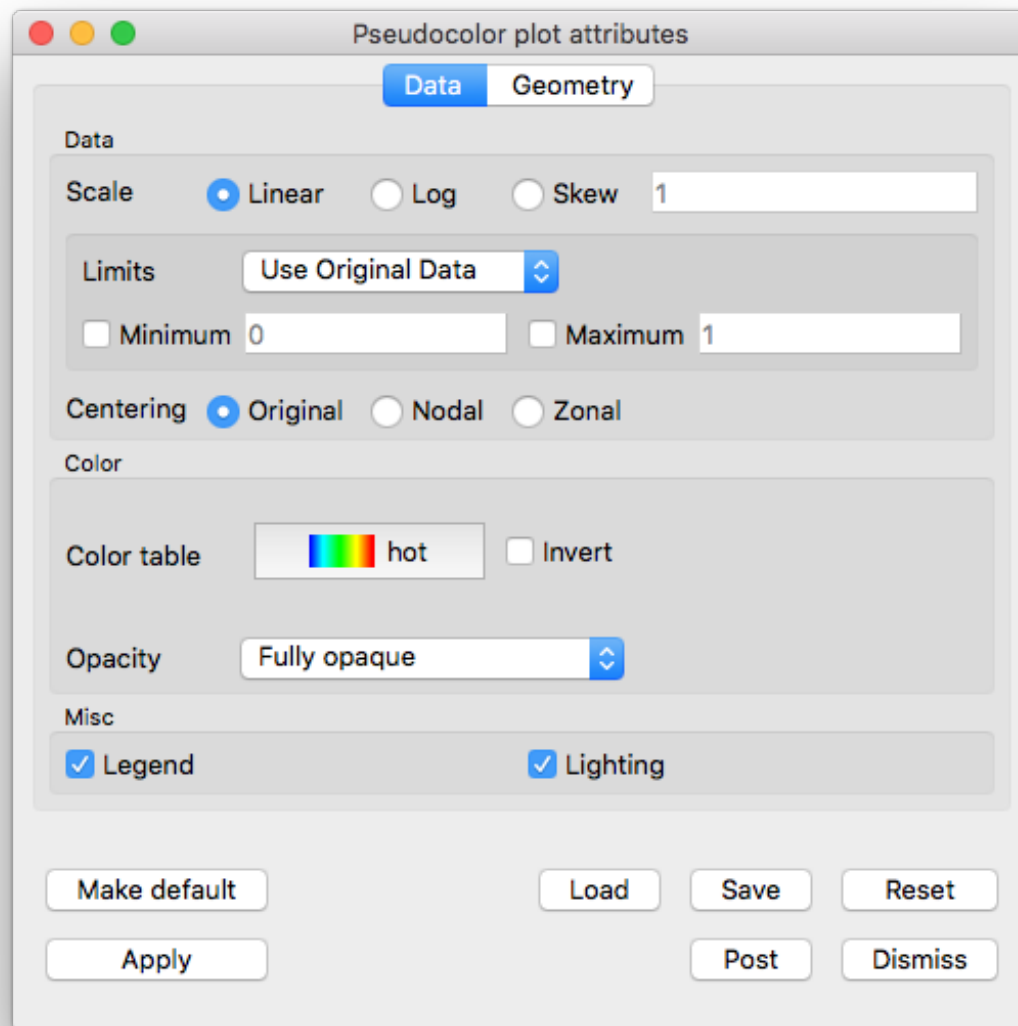 Pseudocolor plot attributes
Data Geometry
Data
Scale Linear Log Skew 1
Limits Use Original Data
Minimum 0 Maximum 1
Centering Original Nodal Zonal
Color
Color table hot Invert
Opacity Fully opaque
Misc
Legend Lighting
Make default Load Save Reset
Apply Post Dismiss